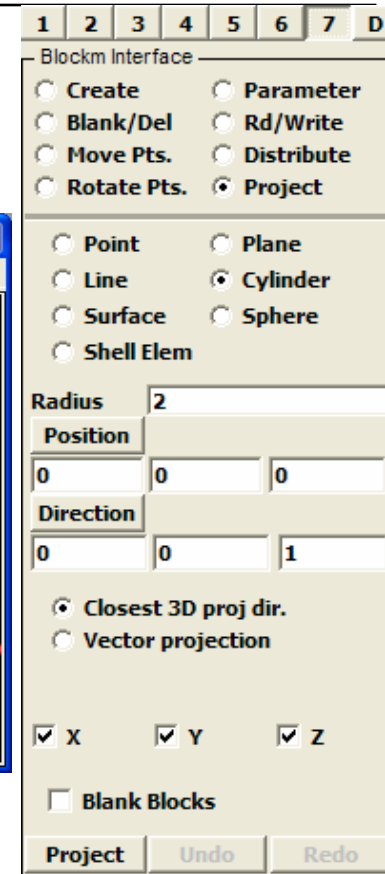 1 2 3 4 5 6 7 D
Blockm Interface
Create Parameter
Blank/Del Rd/Write
Move Pts. Distribute
Rotate Pts. Project
Point Plane
Line Cylinder
Surface Sphere
Shell Elem
Radius 2
Position
0 0 0
Direction
0 0 1
Closest 3D proj dir.
Vector projection
X Y Z
Blank Blocks
Project Undo Redo